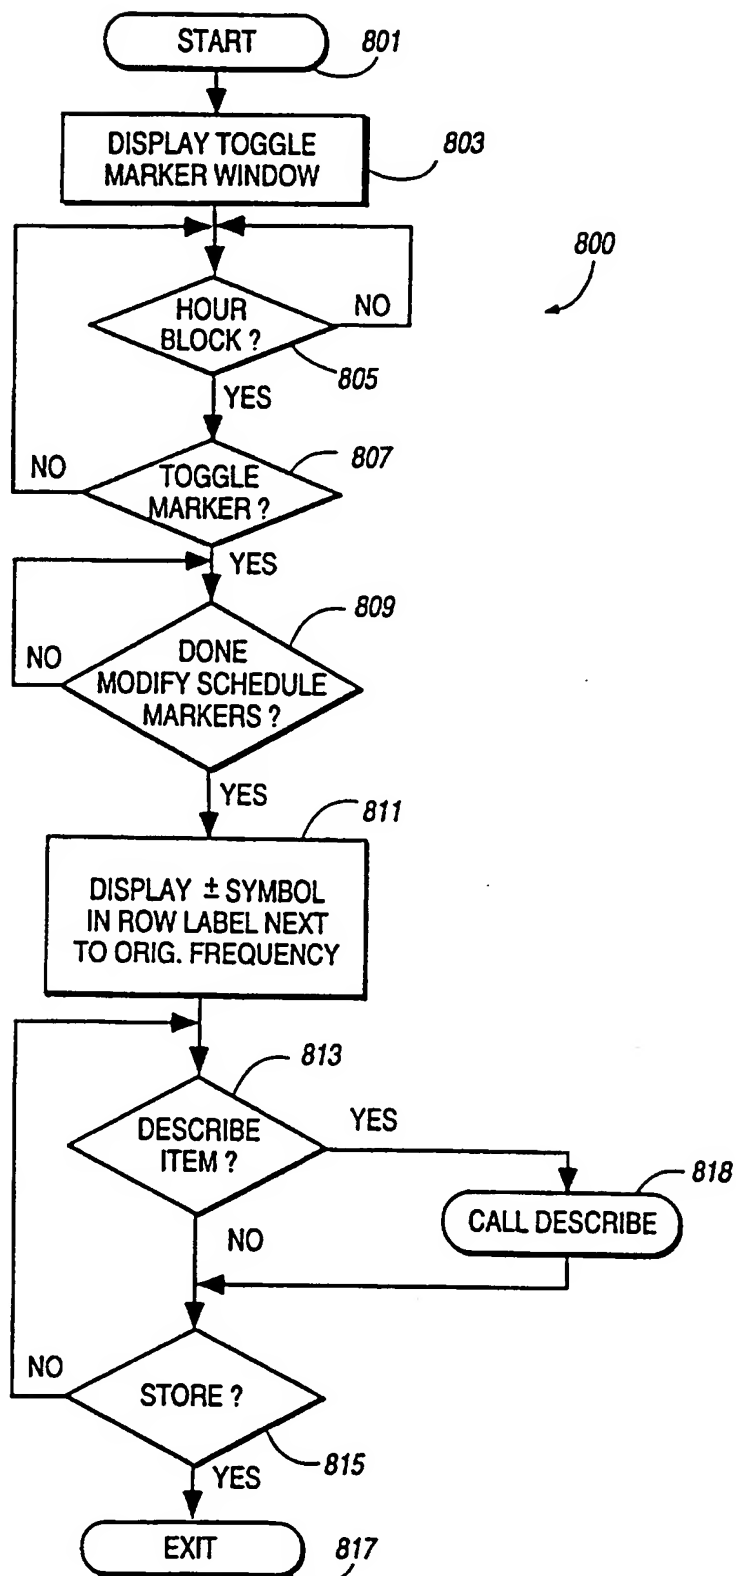 START
801
DISPLAY TOGGLE
MARKER WINDOW
803
800
HOUR
BLOCK ?
NO
805
YES
NO
TOGGLE
MARKER ?
807
YES
809
NO
DONE
MODIFY SCHEDULE
MARKERS ?
YES
811
DISPLAY ± SYMBOL
IN ROW LABEL NEXT
TO ORIG. FREQUENCY
813
DESCRIBE
ITEM ?
YES
818
CALL DESCRIBE
NO
NO
STORE ?
815
YES
EXIT
817